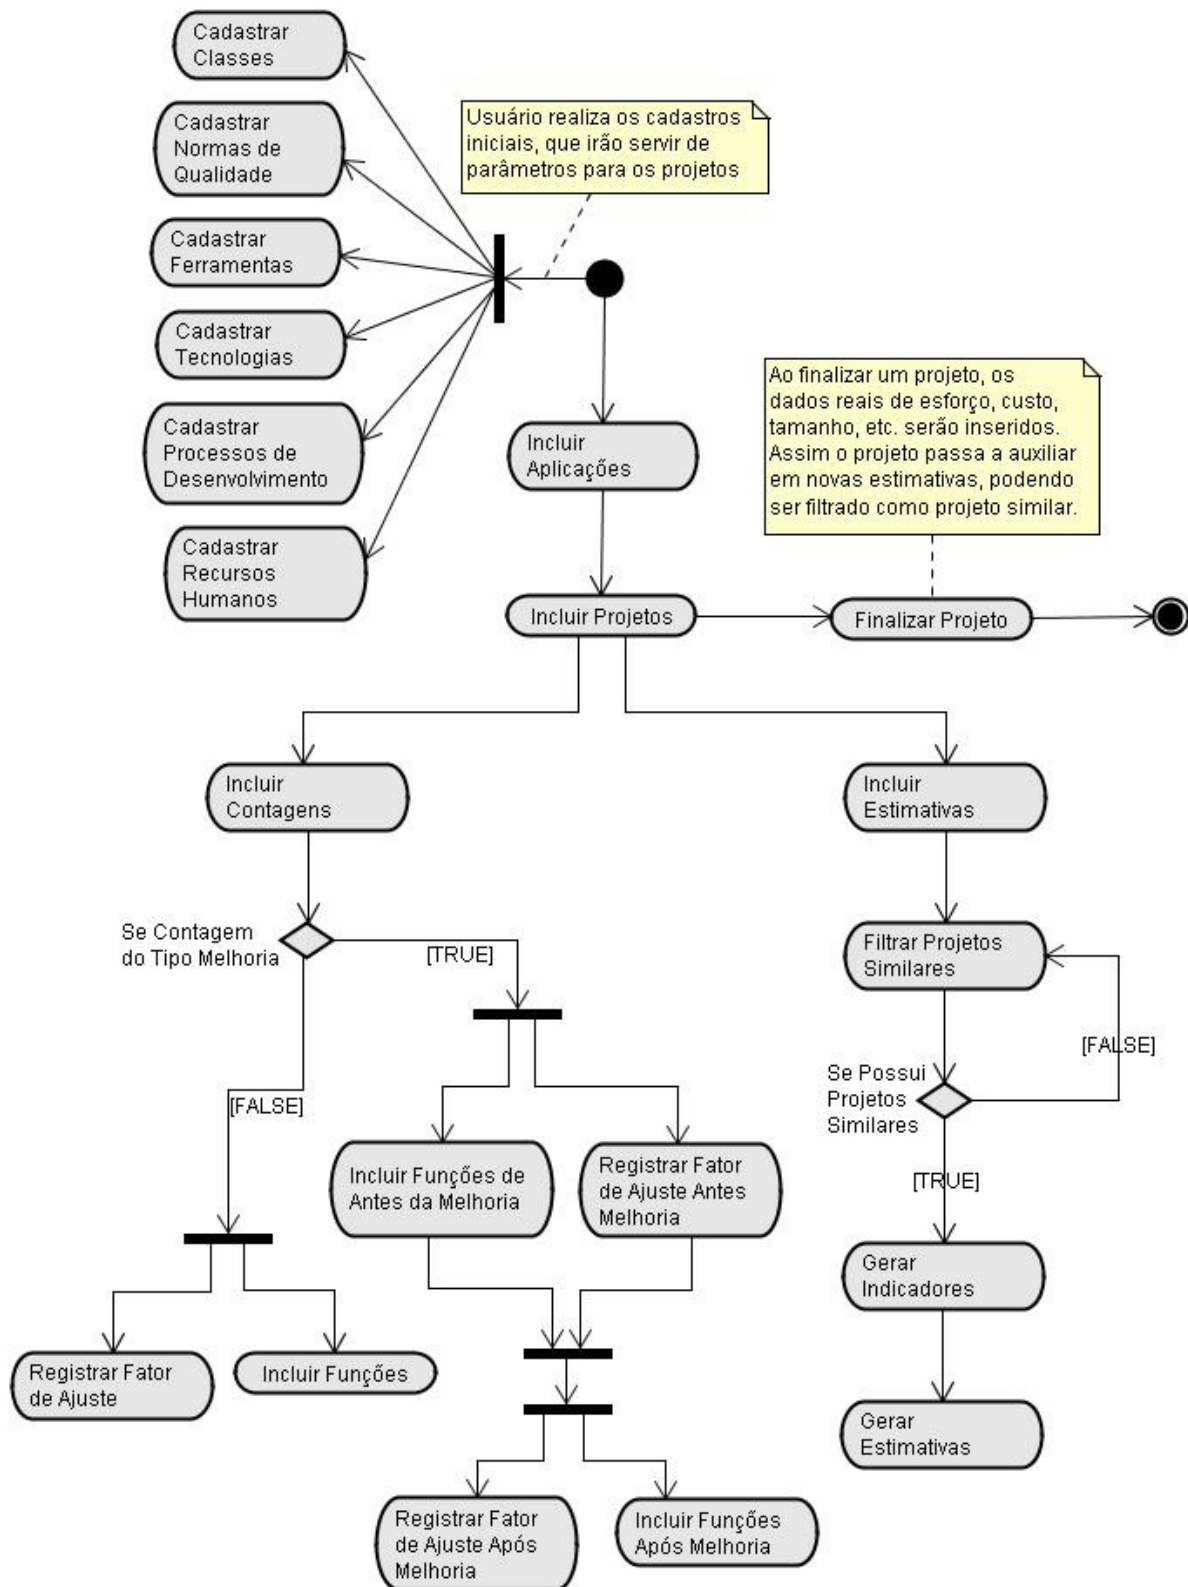 Cadastrar
Classes
Cadastrar
Normas de
Qualidade
Cadastrar
Ferramentas
Cadastrar
Tecnologias
Cadastrar
Processos de
Desenvolvimento
Cadastrar
Recursos
Humanos
Usuário realiza os cadastros
iniciais, que irão servir de
parâmetros para os projetos
Incluir
Aplicações
Ao finalizar um projeto, os
dados reais de esforço, custo,
tamanho, etc. serão inseridos.
Assim o projeto passa a auxiliar
em novas estimativas, podendo
ser filtrado como projeto similar.
Incluir Projetos
Finalizar Projeto
Incluir
Contagens
Incluir
Estimativas
Se Contagem
do Tipo Melhoria
[TRUE]
[FALSE]
Filtrar Projetos
Similares
[FALSE]
Se Possui
Projetos
Similares
[TRUE]
Incluir Funções de
Antes da Melhoria
Registrar Fator
de Ajuste Antes
Melhoria
Gerar
Indicadores
Registrar Fator
de Ajuste
Incluir Funções
Gerar
Estimativas
Registrar Fator
de Ajuste Após
Melhoria
Incluir Funções
Após Melhoria